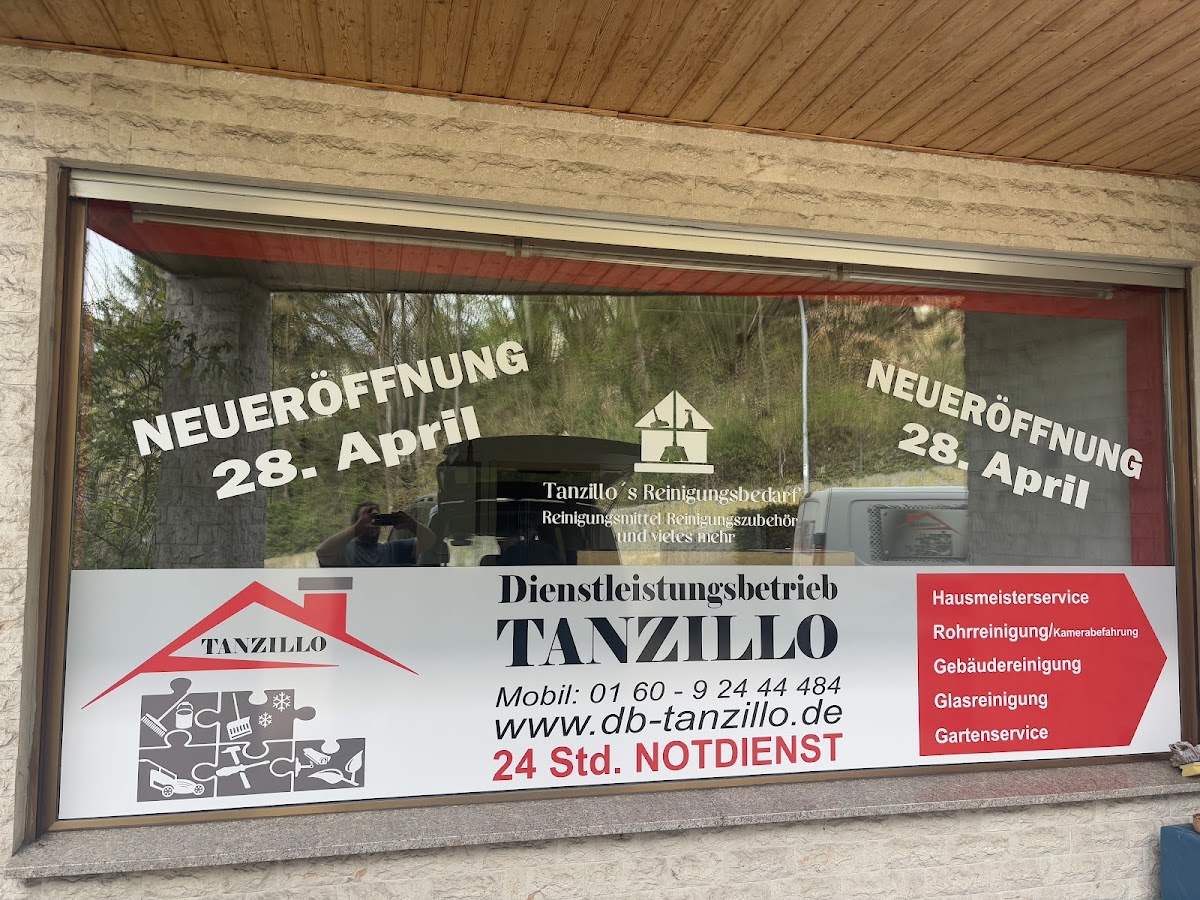 NEUERÖFFNUNG
28. April
NEUERÖFFNUNG
28. April
Tanzillo´s Reinigungsbedarf
Reinigungsmittel Reinigungszubehör
und vieles mehr
TANZILLO
Dienstleistungsbetrieb
TANZILLO
Mobil: 01 60 - 9 24 44 484
www.db-tanzillo.de
24 Std. NOTDIENST
Hausmeisterservice
Rohrreinigung/Kamerabefahrung
Gebäudereinigung
Glasreinigung
Gartenservice